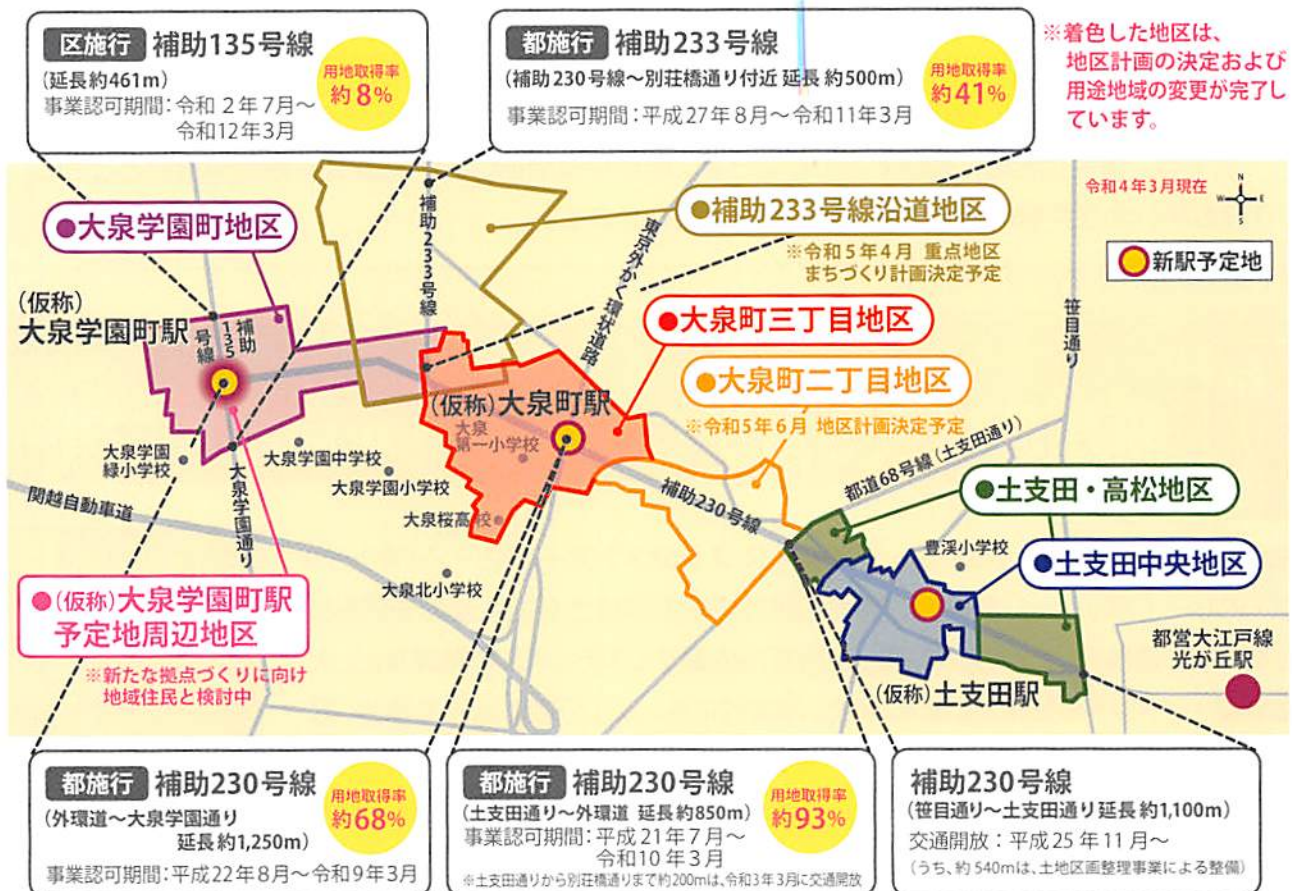 区施行 補助135号線
(延長約461m)
事業認可期間：令和2年7月～
令和12年3月
用地取得率
約8%
都施行 補助233号線
(補助230号線～別荘橋通り付近 延長 約500m)
事業認可期間：平成27年8月～令和11年3月
用地取得率
約41%
※着色した地区は、
地区計画の決定および
用途地域の変更が完了し
ています。
令和4年3月現在
N
W E
S
新駅予定地
●大泉学園町地区
補助233号線
●補助233号線沿道地区
※令和5年4月 重点地区
まちづくり計画決定予定
東京外かく環状道路
笹目通り
(仮称)
大泉学園町駅
補助135号線
●大泉町三丁目地区
●大泉町二丁目地区
※令和5年6月 地区計画決定予定
(仮称)大泉町駅
大泉
第一小学校
大泉学園
緑小学校
大泉学園中学校
大泉学園小学校
大泉桜高校
大泉北小学校
関越自動車道
大泉学園通り
補助230号線
都道68号線(土支田通り)
●土支田・高松地区
豊渓小学校
●土支田中央地区
(仮称)土支田駅
都営大江戸線
光が丘駅
●(仮称)大泉学園町駅
予定地周辺地区
※新たな拠点づくりに向け
地域住民と検討中
都施行 補助230号線
(外環道～大泉学園通り
延長約1,250m)
事業認可期間：平成22年8月～令和9年3月
用地取得率
約68%
都施行 補助230号線
(土支田通り～外環道 延長約850m)
事業認可期間：平成21年7月～
令和10年3月
※土支田通りから別荘橋通りまで約200mは、令和3年3月に交通開放
用地取得率
約93%
補助230号線
(笹目通り～土支田通り 延長約1,100m)
交通開放：平成25年11月～
(うち、約540mは、土地区画整理事業による整備)